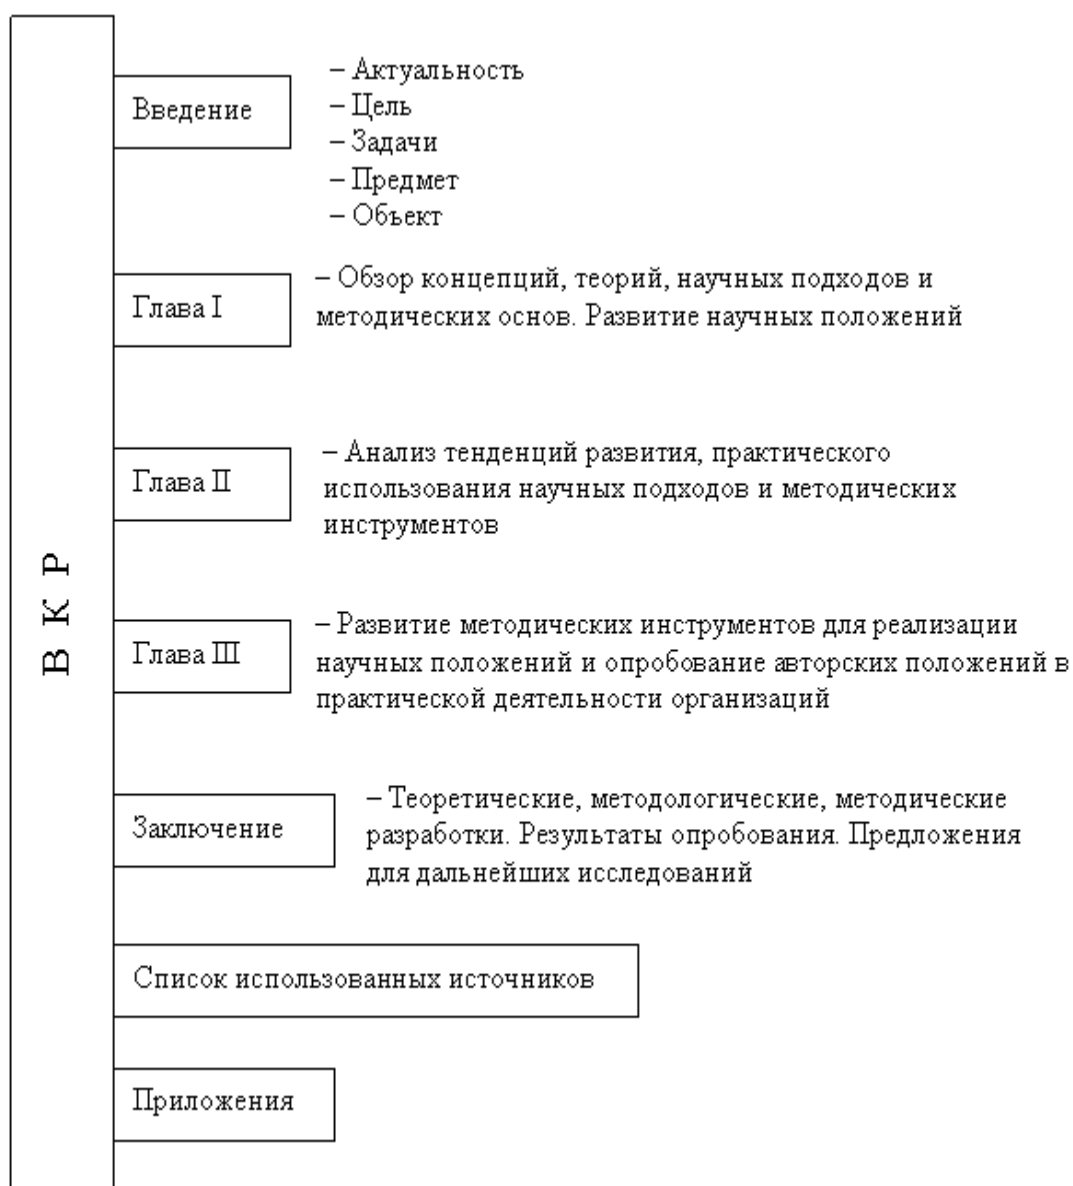 В К Р
Введение
– Актуальность
– Цель
– Задачи
– Предмет
– Объект
Глава I
– Обзор концепций, теорий, научных подходов и
методических основ. Развитие научных положений
Глава II
– Анализ тенденций развития, практического
использования научных подходов и методических
инструментов
Глава III
– Развитие методических инструментов для реализации
научных положений и опробование авторских положений в
практической деятельности организаций
Заключение
– Теоретические, методологические, методические
разработки. Результаты опробования. Предложения
для дальнейших исследований
Список использованных источников
Приложения